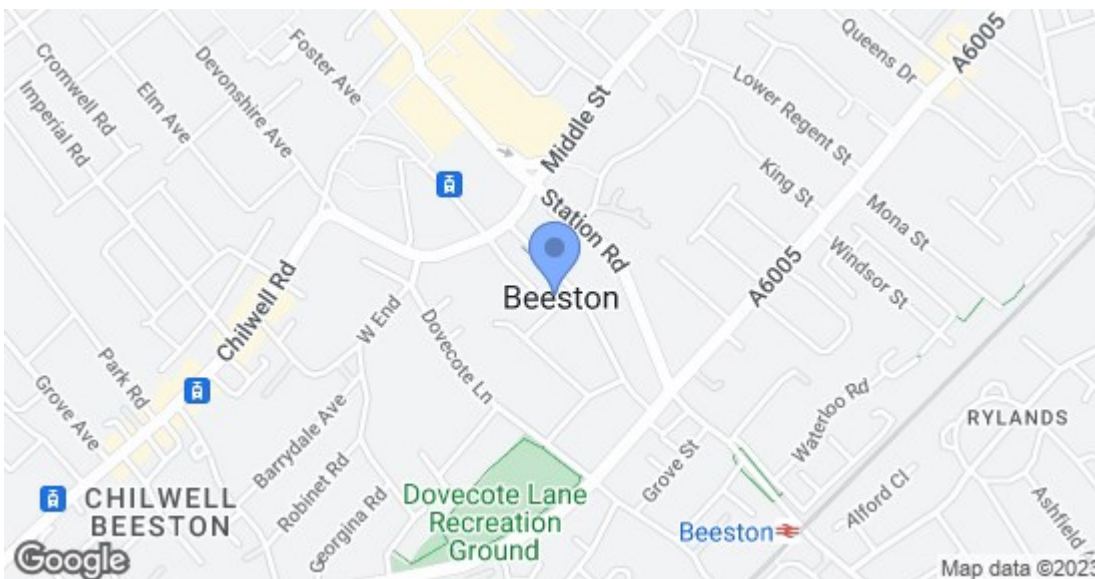 Cromwell Rd
Imperial Rd
Elm Ave
Devonshire Ave
Foster Ave
Middle St
Station Rd
Queens Dr
A6005
Lower Regent St
King St
Mona St
Windsor St
A6005
Beeston
Chilwell Rd
W End
Dovecote Ln
Park Rd
Grove Ave
Barrydale Ave
Robinet Rd
Georgina Rd
Waterloo Rd
RYLANDS
Grove St
Alford Cl
Ashfield
CHILWELL
BEESTON
Dovecote Lane
Recreation
Ground
Beeston
Google
Map data ©2023